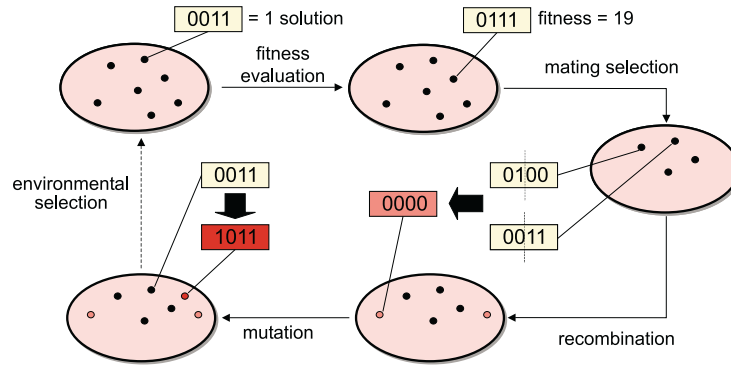 0011 = 1 solution
0111 fitness = 19
fitness
evaluation
mating selection
environmental
selection
0011
1011
0000
0100
0011
mutation
recombination